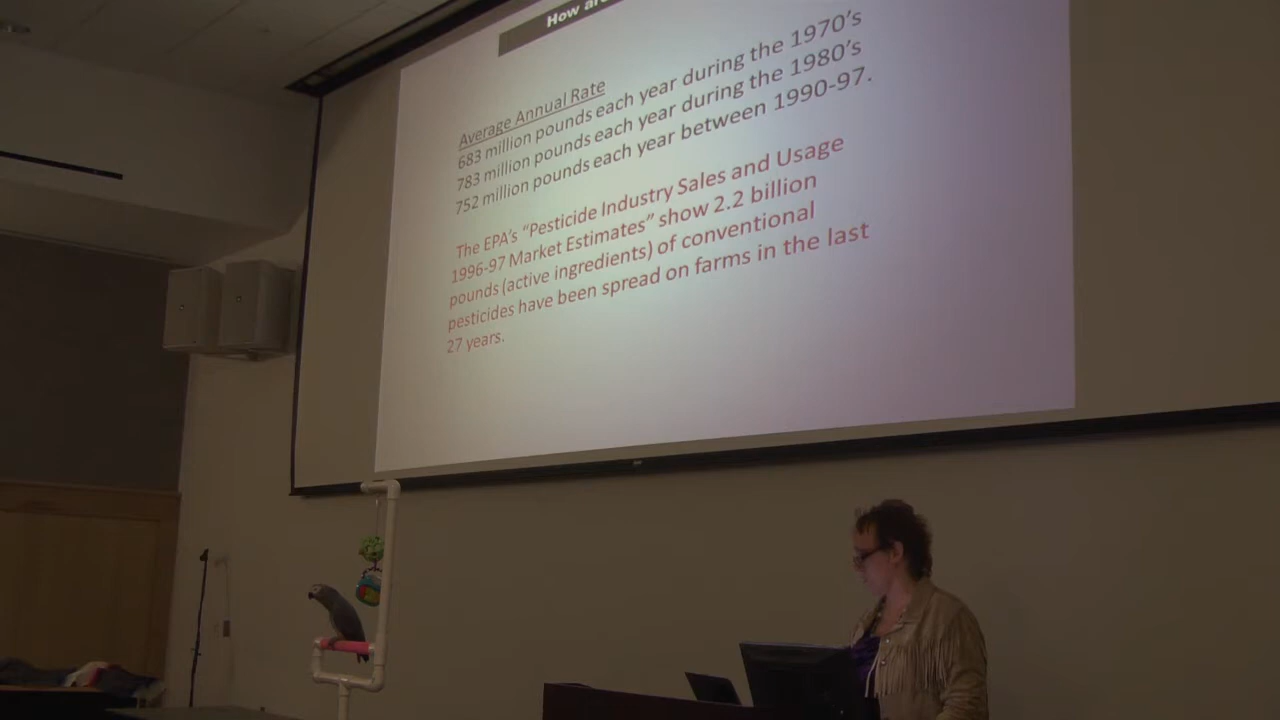 How are
Average Annual Rate
683 million pounds each year during the 1970's
783 million pounds each year during the 1980's
752 million pounds each year between 1990-97.
The EPA's "Pesticide Industry Sales and Usage
1996-97 Market Estimates" show 2.2 billion
pounds (active ingredients) of conventional
pesticides have been spread on farms in the last
27 years.